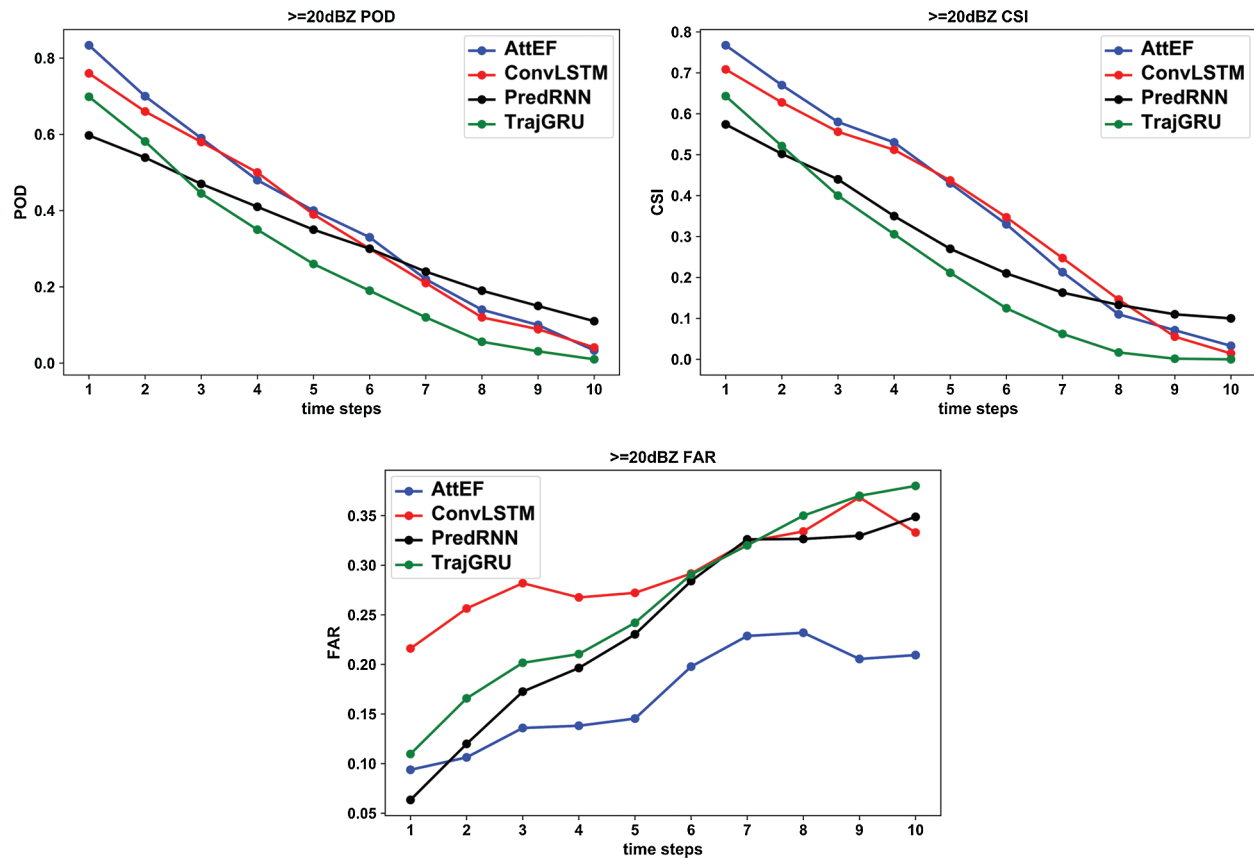 >=20dBZ POD
AttEF
ConvLSTM
PredRNN
TrajGRU
POD
0.8
0.6
0.4
0.2
0.0
1 2 3 4 5 6 7 8 9 10
time steps
>=20dBZ CSI
AttEF
ConvLSTM
PredRNN
TrajGRU
CSI
0.8
0.7
0.6
0.5
0.4
0.3
0.2
0.1
0.0
1 2 3 4 5 6 7 8 9 10
time steps
>=20dBZ FAR
AttEF
ConvLSTM
PredRNN
TrajGRU
FAR
0.35
0.30
0.25
0.20
0.15
0.10
0.05
1 2 3 4 5 6 7 8 9 10
time steps